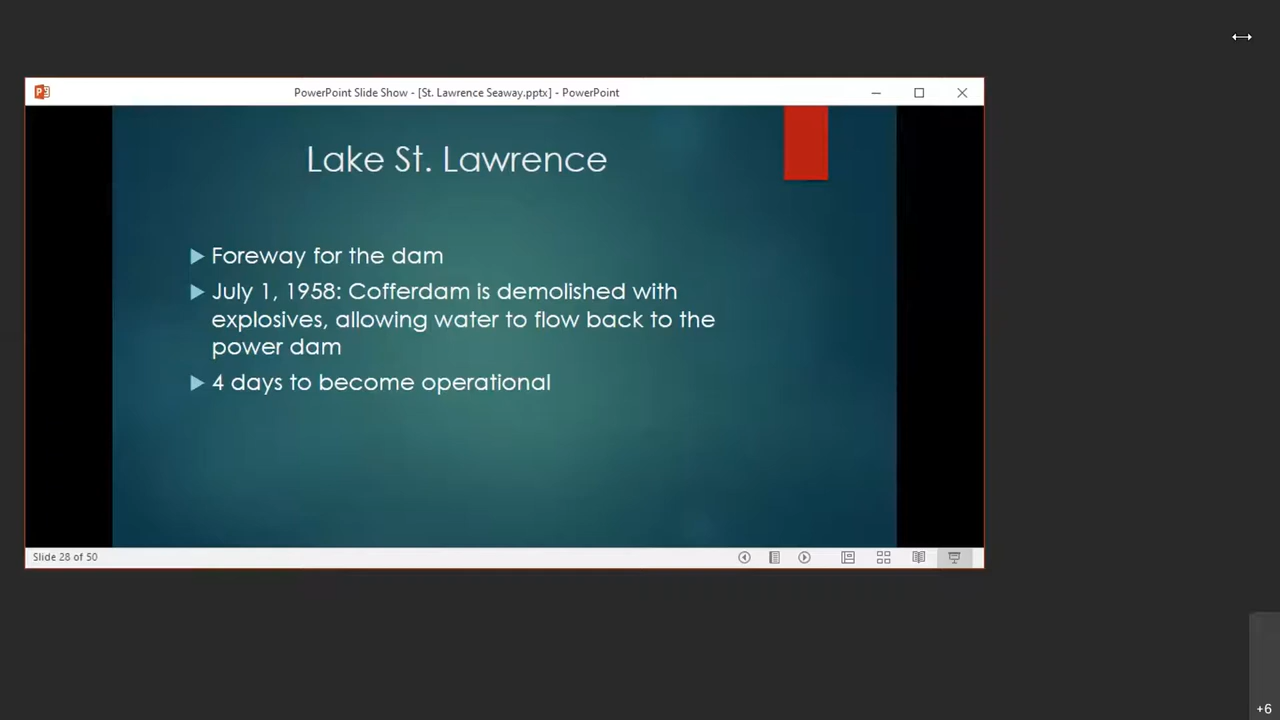 PowerPoint Slide Show - [St. Lawrence Seaway.pptx] - PowerPoint
Lake St. Lawrence
Foreway for the dam
July 1, 1958: Cofferdam is demolished with
explosives, allowing water to flow back to the
power dam
4 days to become operational
Slide 28 of 50
+6